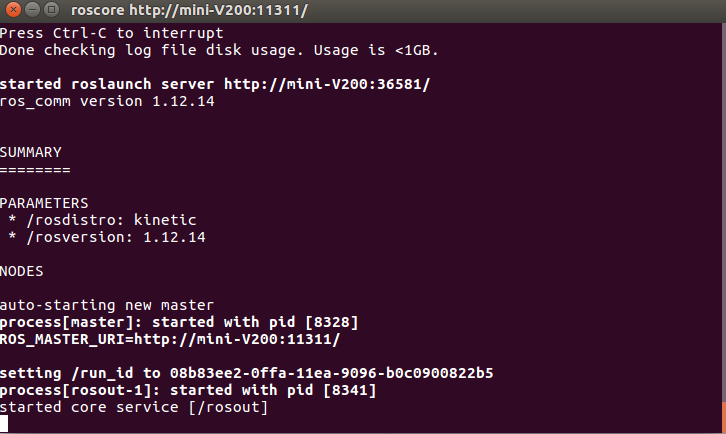 roscore http://mini-V200:11311/
Press Ctrl-C to interrupt
Done checking log file disk usage. Usage is <1GB.
started roslaunch server http://mini-V200:36581/
ros_comm version 1.12.14
SUMMARY
========
PARAMETERS
* /rosdistro: kinetic
* /rosversion: 1.12.14
NODES
auto-starting new master
process[master]: started with pid [8328]
ROS_MASTER_URI=http://mini-V200:11311/
setting /run_id to 08b83ee2-0ffa-11ea-9096-b0c0900822b5
process[rosout-1]: started with pid [8341]
started core service [/rosout]